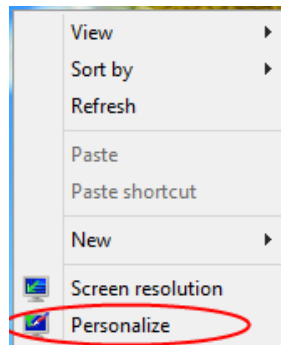 View
Sort by
Refresh
Paste
Paste shortcut
New
Screen resolution
Personalize